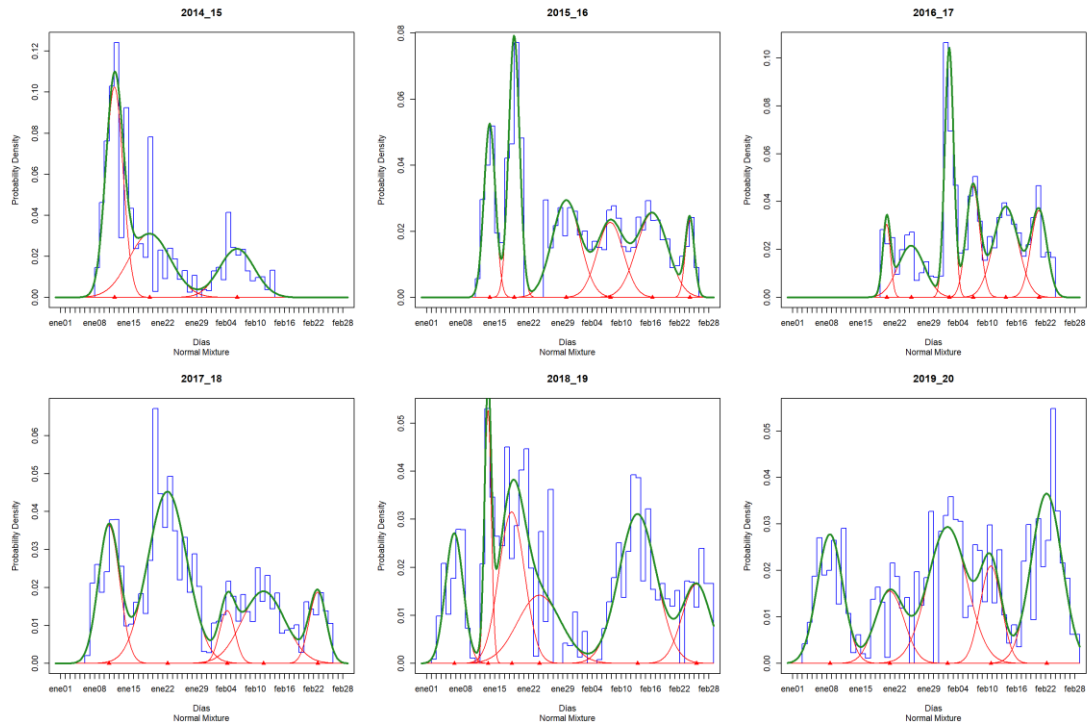 2014_15
2015_16
2016_17
Probability Density
0.00 0.02 0.04 0.06 0.08 0.10 0.12
ene01 ene08 ene15 ene22 ene29 feb04 feb10 feb16 feb22 feb28
Días
Normal Mixture
Probability Density
0.00 0.02 0.04 0.06 0.08
ene01 ene08 ene15 ene22 ene29 feb04 feb10 feb16 feb22 feb28
Días
Normal Mixture
Probability Density
0.00 0.02 0.04 0.06 0.08 0.10
ene01 ene08 ene15 ene22 ene29 feb04 feb10 feb16 feb22 feb28
Días
Normal Mixture
2017_18
2018_19
2019_20
Probability Density
0.00 0.01 0.02 0.03 0.04 0.05 0.06
ene01 ene08 ene15 ene22 ene29 feb04 feb10 feb16 feb22 feb28
Días
Normal Mixture
Probability Density
0.00 0.01 0.02 0.03 0.04 0.05
ene01 ene08 ene15 ene22 ene29 feb04 feb10 feb16 feb22 feb28
Días
Normal Mixture
Probability Density
0.00 0.01 0.02 0.03 0.04 0.05
ene01 ene08 ene15 ene22 ene29 feb04 feb10 feb16 feb22 feb28
Días
Normal Mixture